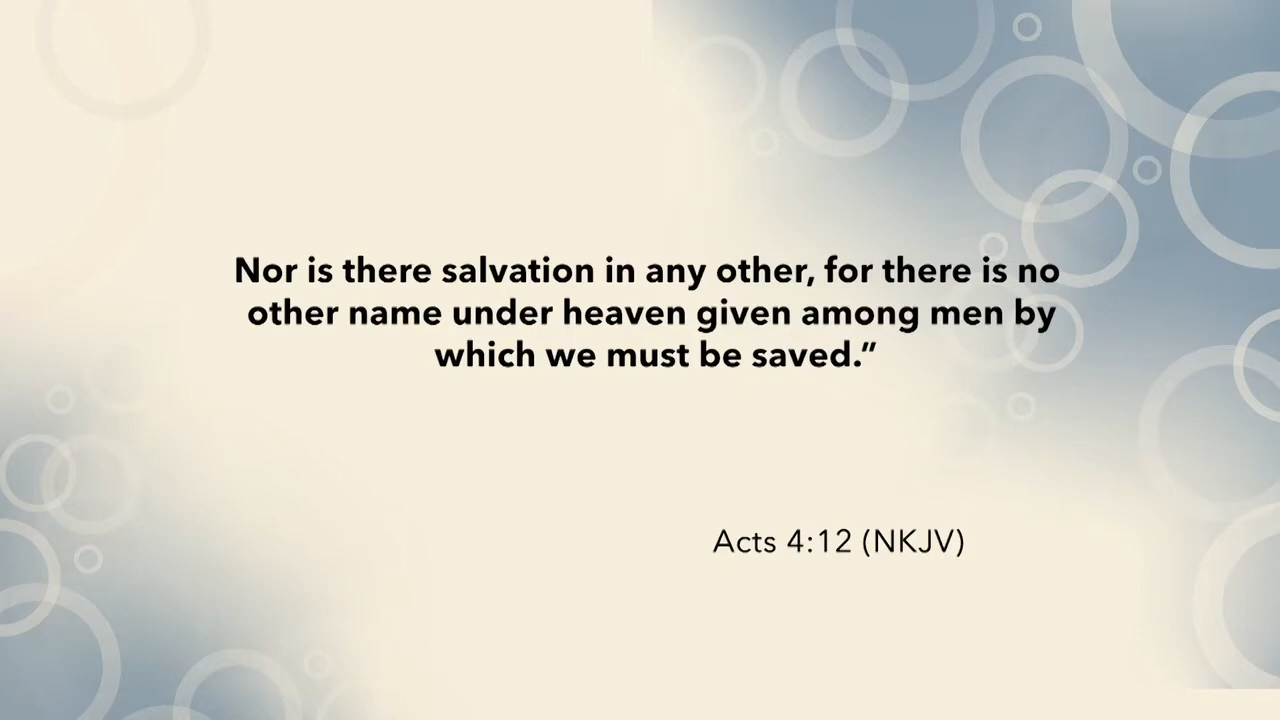 Nor is there salvation in any other, for there is no
other name under heaven given among men by
which we must be saved.”
Acts 4:12 (NKJV)